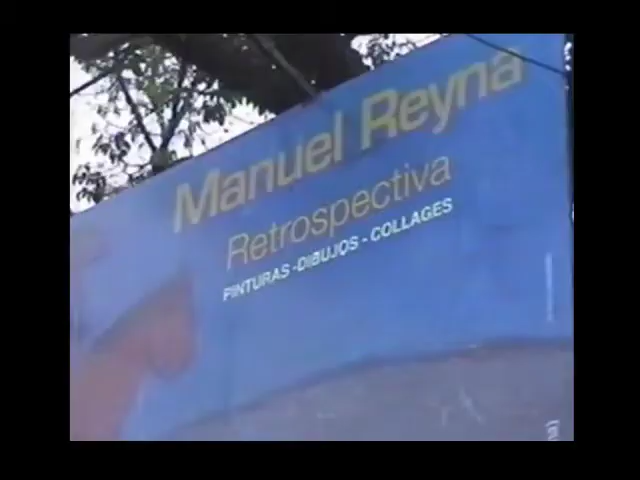 Manuel Reyna
Retrospectiva
PINTURAS - DIBUJOS - COLLAGES